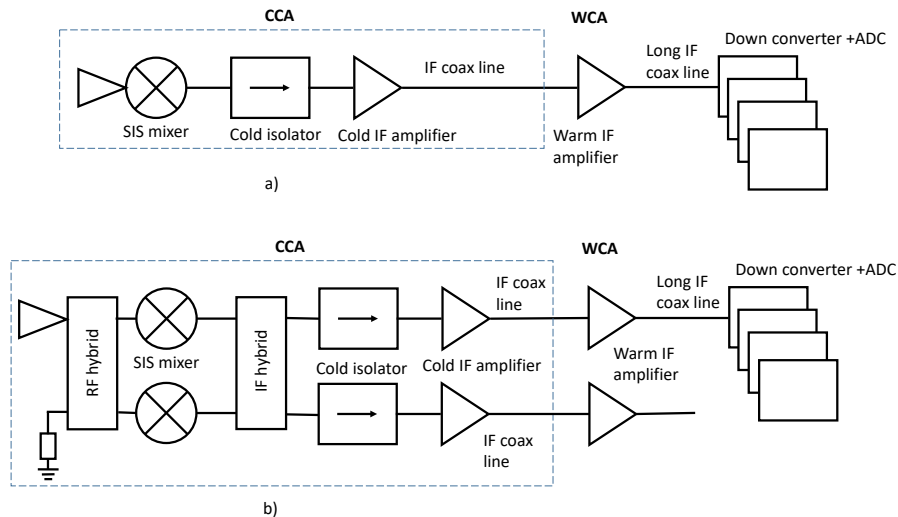 CCA
WCA
Down converter +ADC
Long IF
coax line
IF coax line
SIS mixer
Cold isolator
Cold IF amplifier
Warm IF
amplifier
a)
CCA
WCA
Down converter +ADC
IF coax
line
Long IF
coax line
RF hybrid
SIS mixer
IF hybrid
Cold isolator
Cold IF amplifier
Warm IF
amplifier
IF coax
line
b)